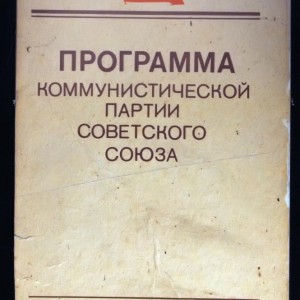 ПРОГРАММА
КОММУНИСТИЧЕСКОЙ
ПАРТИИ
СОВЕТСКОГО
СОЮЗА